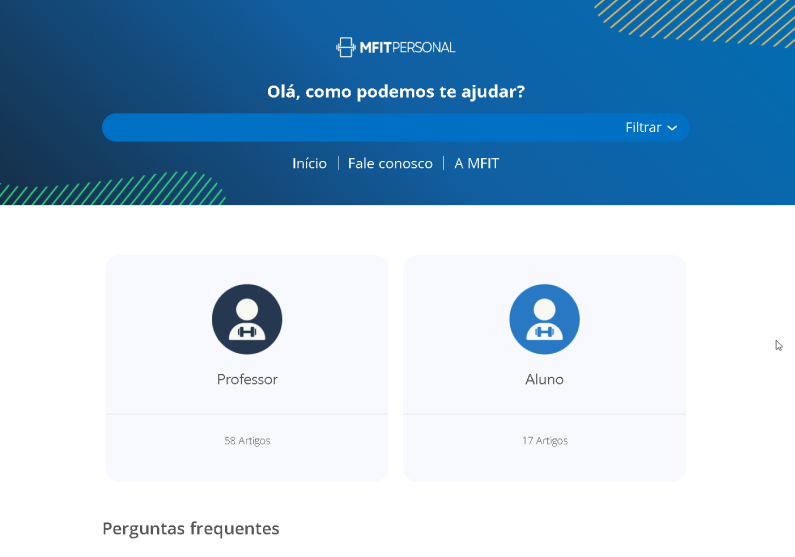 MFITPERSONAL
Olá, como podemos te ajudar?
Filtrar
Início | Fale conosco | A MFIT
Professor
Aluno
58 Artigos
17 Artigos
Perguntas frequentes